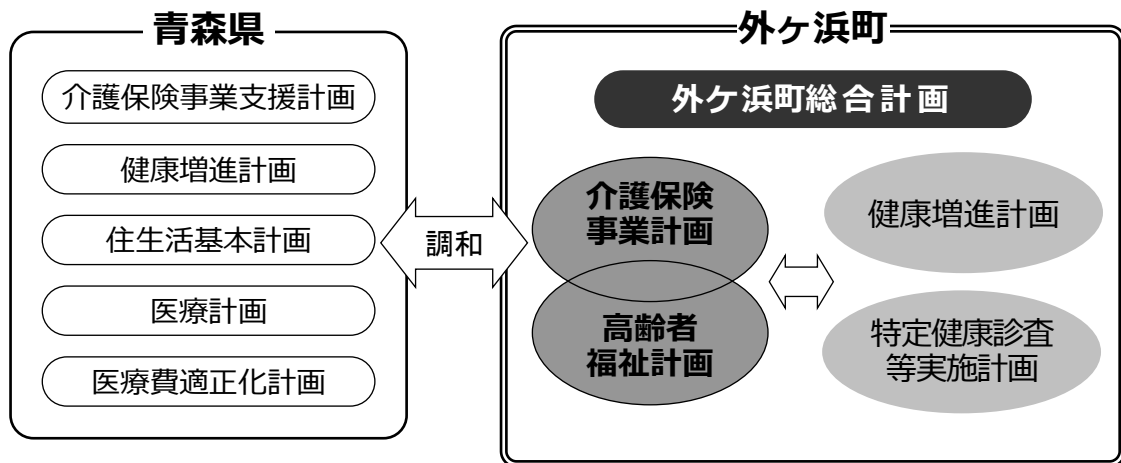 青森県
介護保険事業支援計画
健康増進計画
住生活基本計画
医療計画
医療費適正化計画
調和
外ヶ浜町
外ケ浜町総合計画
介護保険
事業計画
高齢者
福祉計画
健康増進計画
特定健康診査
等実施計画